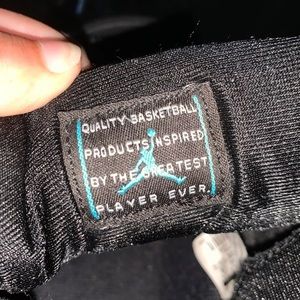 QUALITY BASKETBALL
PRODUCTS INSPIRED
BY THE GREATEST
PLAYER EVER.